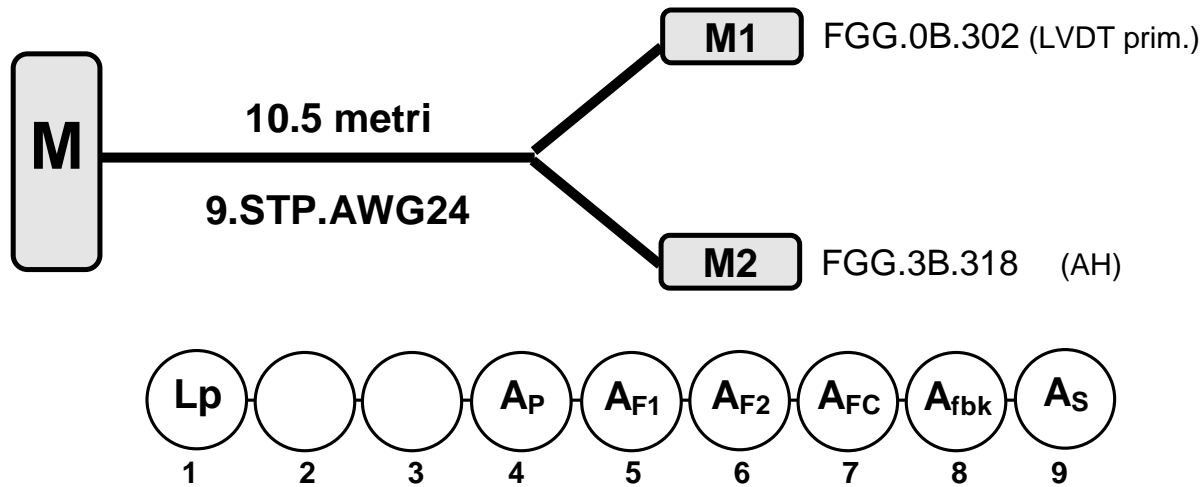 M1 FGG.0B.302 (LVDT prim.)
M 10.5 metri
9.STP.AWG24
M2 FGG.3B.318 (AH)
Lp AP AF1 AF2 AFC Afbk AS
1 2 3 4 5 6 7 8 9